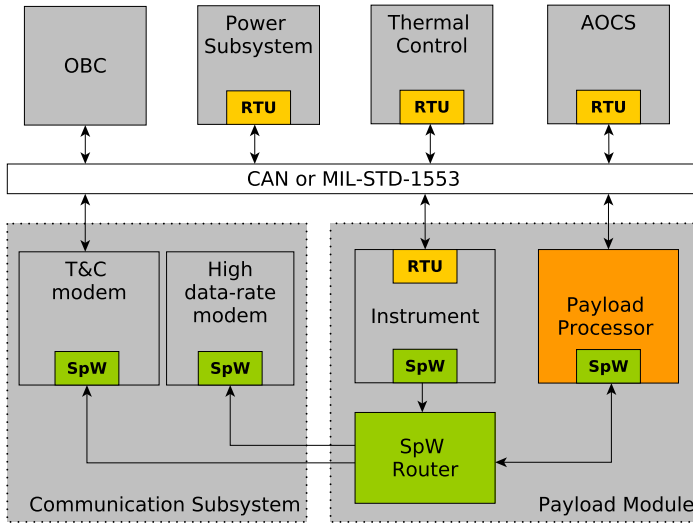 OBC
Power
Subsystem
RTU
Thermal
Control
RTU
AOCS
RTU
CAN or MIL-STD-1553
T&C
modem
SpW
High
data-rate
modem
SpW
RTU
Instrument
SpW
Payload
Processor
SpW
SpW
Router
Communication Subsystem
Payload Module